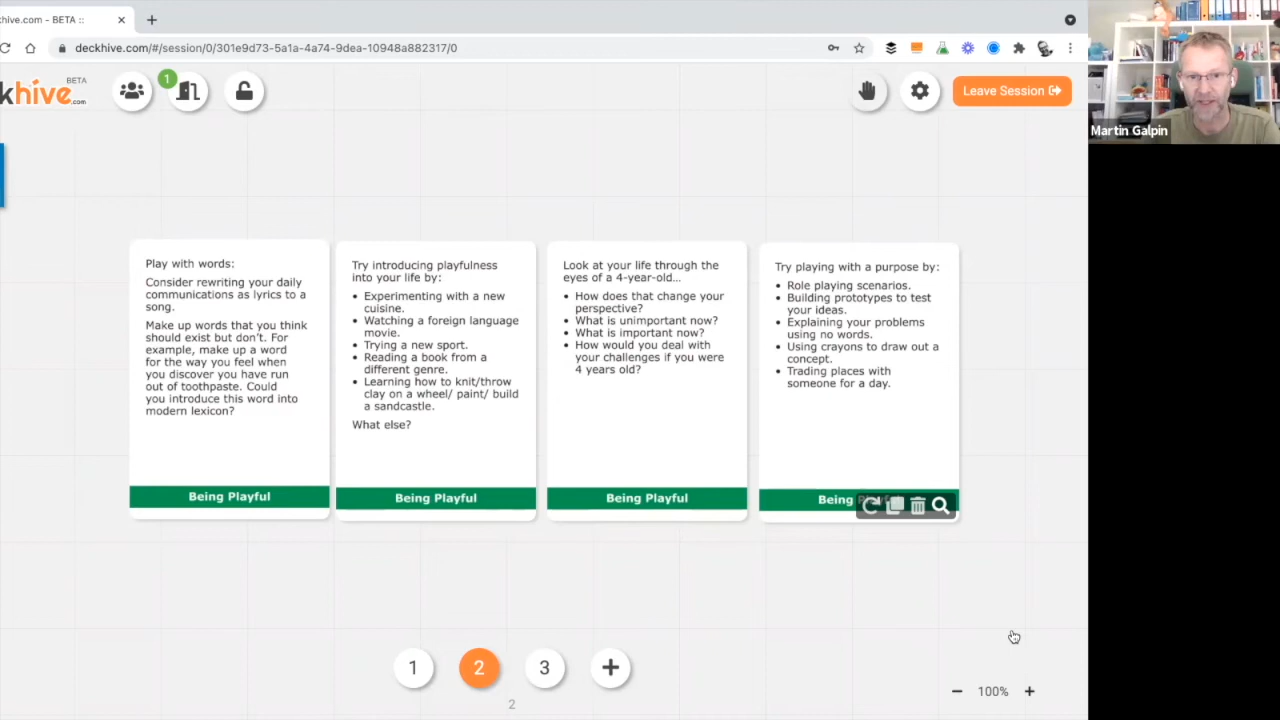 hive.com - BETA ::
deckhive.com/#/session/0/301e9d73-5a1a-4a74-9dea-10948a882317/0
khive.com
BETA
1
Leave Session
Martin Galpin
Play with words:
Consider rewriting your daily
communications as lyrics to a
song.
Make up words that you think
should exist but don't. For
example, make up a word
for the way you feel when
you discover you have run
out of toothpaste. Could
you introduce this word into
modern lexicon?
Being Playful
Try introducing playfulness
into your life by:
• Experimenting with a new
cuisine.
• Watching a foreign language
movie.
• Trying a new sport.
• Reading a book from a
different genre.
• Learning how to knit/throw
clay on a wheel/ paint/ build
a sandcastle.
What else?
Being Playful
Look at your life through the
eyes of a 4-year-old...
• How does that change your
perspective?
• What is unimportant now?
• What is important now?
• How would you deal with
your challenges if you were
4 years old?
Being Playful
Try playing with a purpose by:
• Role playing scenarios.
• Building prototypes to test
your ideas.
• Explaining your problems
using no words.
• Using crayons to draw out a
concept.
• Trading places with
someone for a day.
Being
1
2
3
2
100%